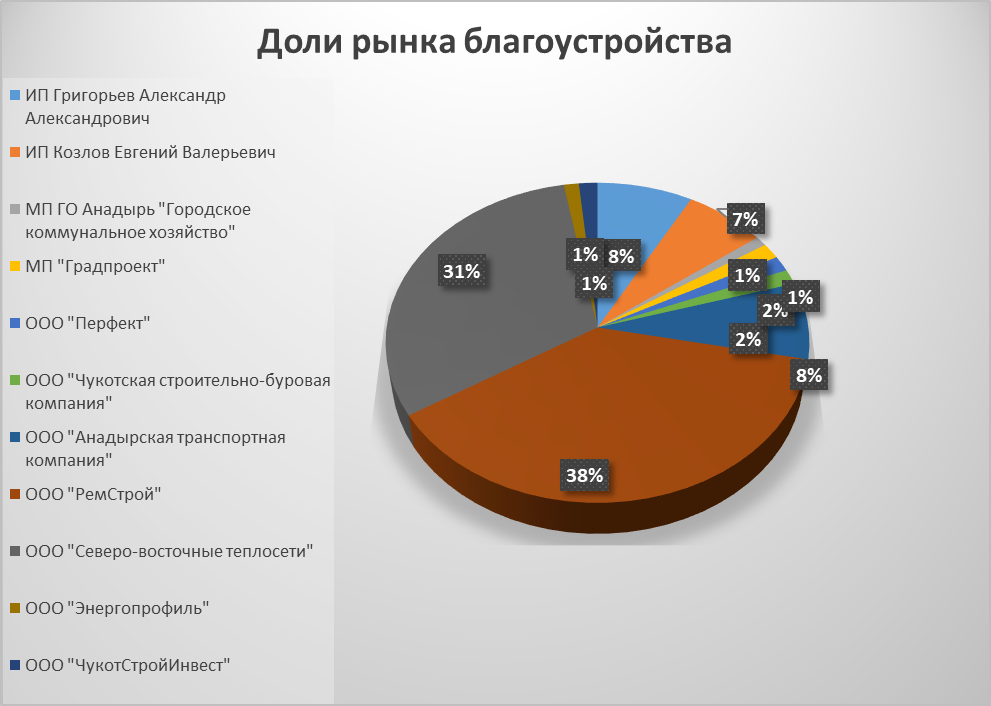 Доли рынка благоустройства
ИП Григорьев Александр
Александрович
ИП Козлов Евгений Валерьевич
МП ГО Анадырь "Городское
коммунальное хозяйство"
МП "Градпроект"
ООО "Перфект"
ООО "Чукотская строительно-буровая
компания"
ООО "Анадырская транспортная
компания"
ООО "РемСтрой"
ООО "Северо-восточные теплосети"
ООО "Энергопрофиль"
ООО "ЧукотСтройИнвест"
7%
1%
8%
31%
1%
1%
1%
2%
2%
8%
38%